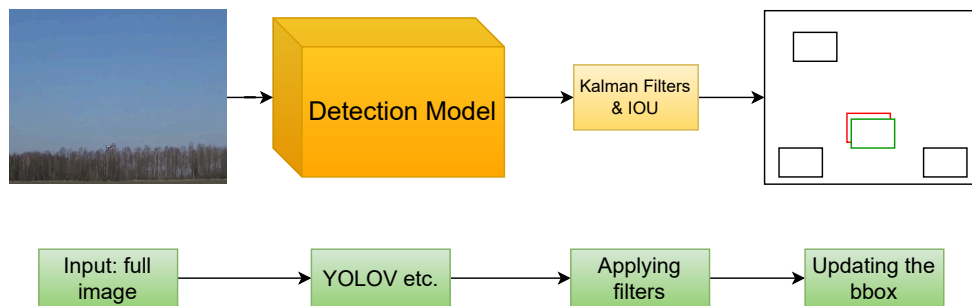 Detection Model
Kalman Filters
& IOU
Input: full
image
YOLOV etc.
Applying
filters
Updating the
bbox